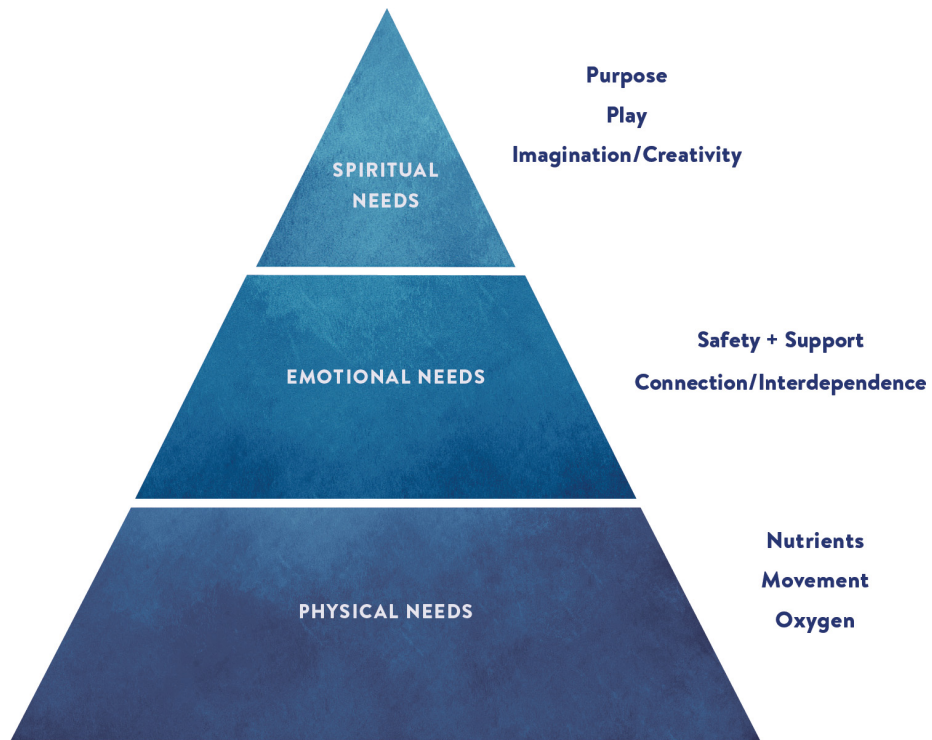 Purpose
Play
Imagination/Creativity
SPIRITUAL
NEEDS
Safety + Support
Connection/Interdependence
EMOTIONAL NEEDS
Nutrients
Movement
Oxygen
PHYSICAL NEEDS